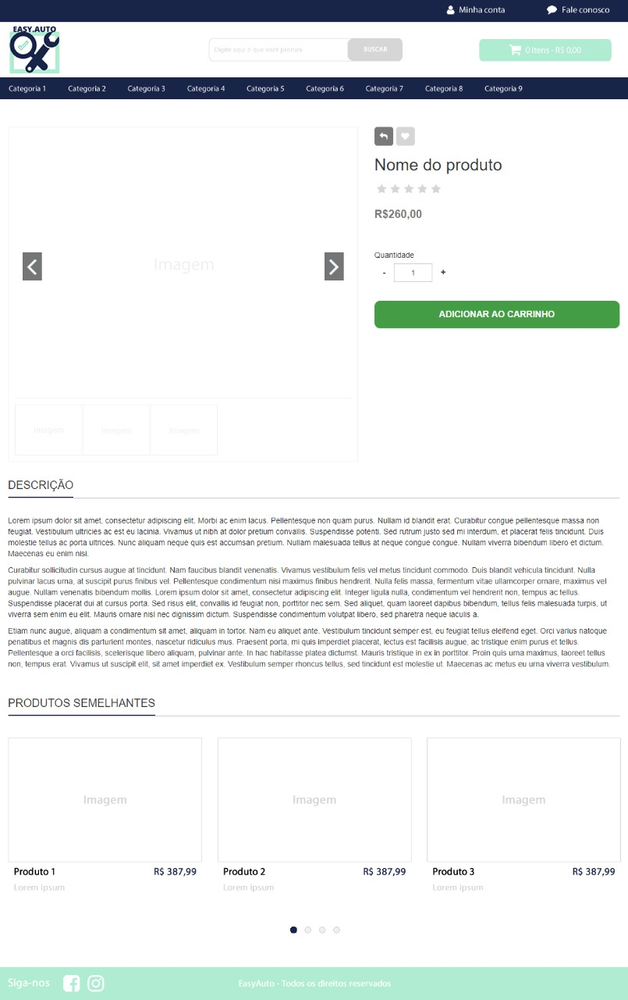 Minha conta
Fale conosco
EASY.AUTO
Digite aqui o que você procura
BUSCAR
0 itens - R$ 0,00
Categoria 1
Categoria 2
Categoria 3
Categoria 4
Categoria 5
Categoria 6
Categoria 7
Categoria 8
Categoria 9
Imagem
Imagem
Imagem
Imagem
Nome do produto
R$260,00
Quantidade
- 1 +
ADICIONAR AO CARRINHO
DESCRIÇÃO
Lorem ipsum dolor sit amet, consectetur adipiscing elit. Morbi ac enim lacus. Pellentesque non quam purus. Nullam id blandit erat. Curabitur congue pellentesque massa non
feugiat. Vestibulum ultricies ac est eu lacinia. Vivamus ut nibh at dolor pretium convallis. Suspendisse potenti. Sed rutrum justo sed mi interdum, et placerat felis tincidunt. Duis
molestie tellus ac porta ultrices. Nunc aliquam neque quis est accumsan pretium. Nullam malesuada tellus at neque congue congue. Nullam viverra bibendum libero et dictum.
Maecenas eu enim nisi.
Curabitur sollicitudin cursus augue at tincidunt. Nam faucibus blandit venenatis. Vivamus vestibulum felis vel metus tincidunt commodo. Duis blandit vehicula tincidunt. Nulla
pulvinar lacus urna, at suscipit purus finibus vel. Pellentesque condimentum nisi maximus finibus hendrerit. Nulla felis massa, fermentum vitae ullamcorper ornare, maximus vel
augue. Nullam venenatis bibendum mollis. Lorem ipsum dolor sit amet, consectetur adipiscing elit. Integer ligula nulla, condimentum vel hendrerit non, tempus ac tellus.
Suspendisse placerat dui at cursus porta. Sed risus elit, convallis id feugiat non, porttitor nec sem. Sed aliquet, quam laoreet dapibus bibendum, tellus felis malesuada turpis, ut
viverra sem enim eu elit. Mauris ornare nisl nec dignissim dictum. Suspendisse condimentum volutpat libero, sed pharetra neque iaculis a.
Etiam nunc augue, aliquam a condimentum sit amet, aliquam in tortor. Nam eu aliquet ante. Vestibulum tincidunt semper est, eu feugiat tellus eleifend eget. Orci varius natoque
penatibus et magnis dis parturient montes, nascetur ridiculus mus. Praesent porta, mi quis imperdiet placerat, lectus est facilisis augue, ac tristique enim purus et tellus.
Pellentesque a orci facilisis, scelerisque libero aliquam, pulvinar ante. In hac habitasse platea dictumst. Mauris tristique in ex in porttitor. Proin quis urna maximus, laoreet tellus
non, tempus erat. Vivamus ut suscipit elit, sit amet imperdiet ex. Vestibulum semper rhoncus tellus, sed tincidunt est molestie ut. Maecenas ac metus eu urna viverra vestibulum.
PRODUTOS SEMELHANTES
Imagem
Produto 1 R$ 387,99
Lorem ipsum
Imagem
Produto 2 R$ 387,99
Lorem ipsum
Imagem
Produto 3 R$ 387,99
Lorem ipsum
Siga-nos
EasyAuto - Todos os direitos reservados